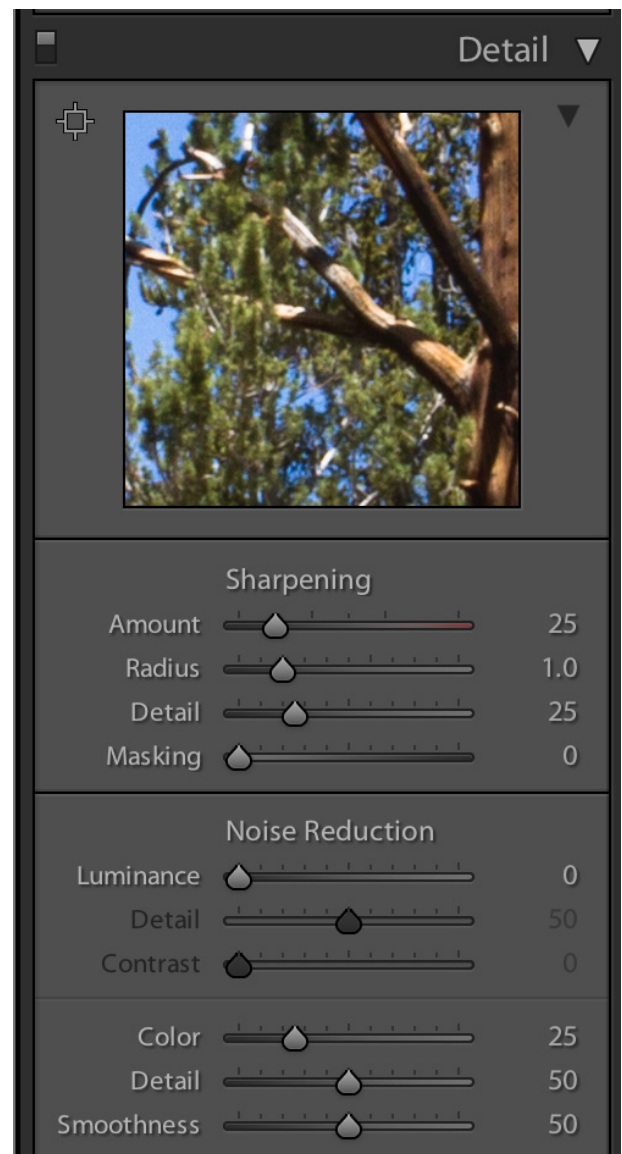 Detail
Sharpening
Amount 25
Radius 1.0
Detail 25
Masking 0
Noise Reduction
Luminance 0
Detail 50
Contrast 0
Color 25
Detail 50
Smoothness 50